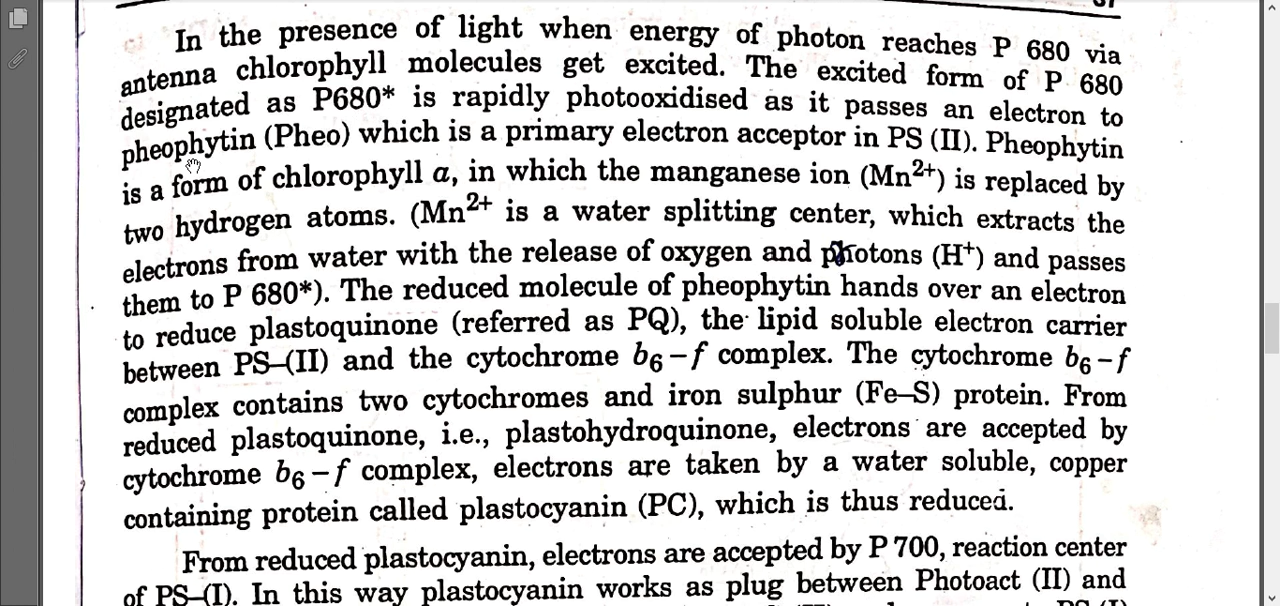 In the presence of light when energy of photon reaches P 680 via
antenna chlorophyll molecules get excited. The excited form of P 680
designated as P680* is rapidly photooxidised as it passes an electron to
pheophytin (Pheo) which is a primary electron acceptor in PS (II). Pheophytin
is a form of chlorophyll a, in which the manganese ion (Mn2+) is replaced by
two hydrogen atoms. (Mn2+ is a water splitting center, which extracts the
electrons from water with the release of oxygen and photons (H+) and passes
them to P 680*). The reduced molecule of pheophytin hands over an electron
to reduce plastoquinone (referred as PQ), the lipid soluble electron carrier
between PS–(II) and the cytochrome b6 – f complex. The cytochrome b6 – f
complex contains two cytochromes and iron sulphur (Fe–S) protein. From
reduced plastoquinone, i.e., plastohydroquinone, electrons are accepted by
cytochrome b6 – f complex, electrons are taken by a water soluble, copper
containing protein called plastocyanin (PC), which is thus reduced.
From reduced plastocyanin, electrons are accepted by P 700, reaction center
of PS–(I). In this way plastocyanin works as plug between Photoact (II) and